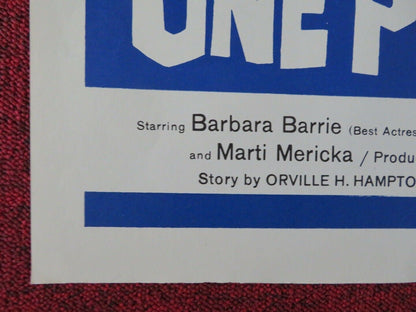 ONE P
Starring Barbara Barrie (Best Actres
and Marti Mericka / Produ
Story by ORVILLE H. HAMPTO